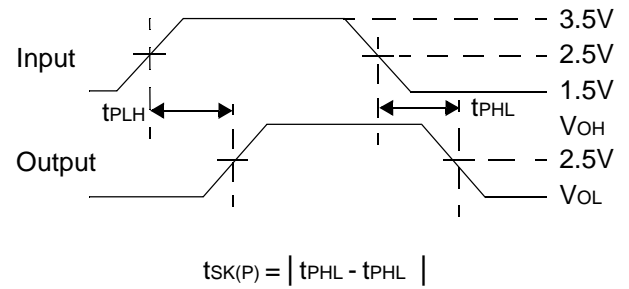 3.5V
Input
2.5V
1.5V
tPLH
tPHL
VOH
Output
2.5V
VOL
tSK(P) = | tPHL - tPHL |